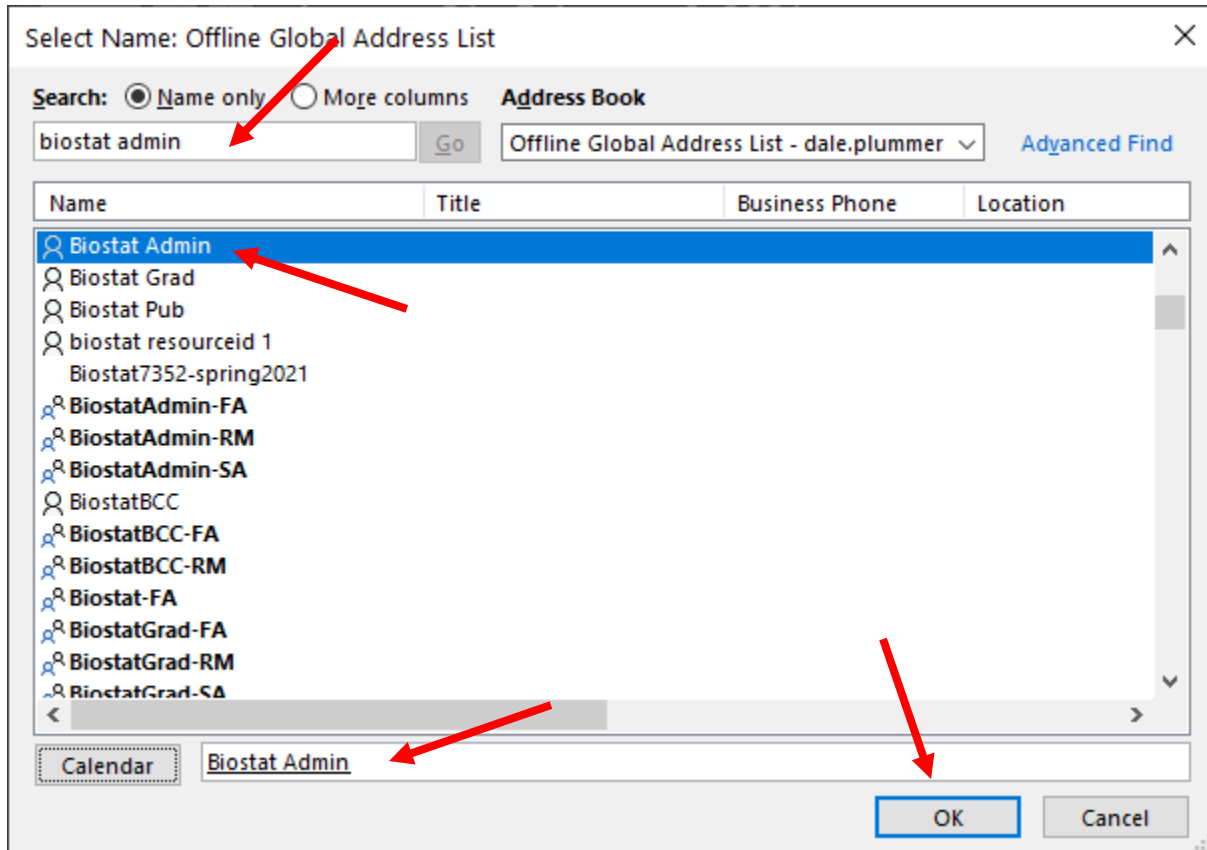 Select Name: Offline Global Address List
Search: Name only More columns Address Book
biostat admin Go Offline Global Address List - dale.plummer Advanced Find
Name Title Business Phone Location
Biostat Admin
Biostat Grad
Biostat Pub
biostat resourceid 1
Biostat7352-spring2021
BiostatAdmin-FA
BiostatAdmin-RM
BiostatAdmin-SA
BiostatBCC
BiostatBCC-FA
BiostatBCC-RM
Biostat-FA
BiostatGrad-FA
BiostatGrad-RM
BiostatGrad-SA
Calendar Biostat Admin
OK Cancel